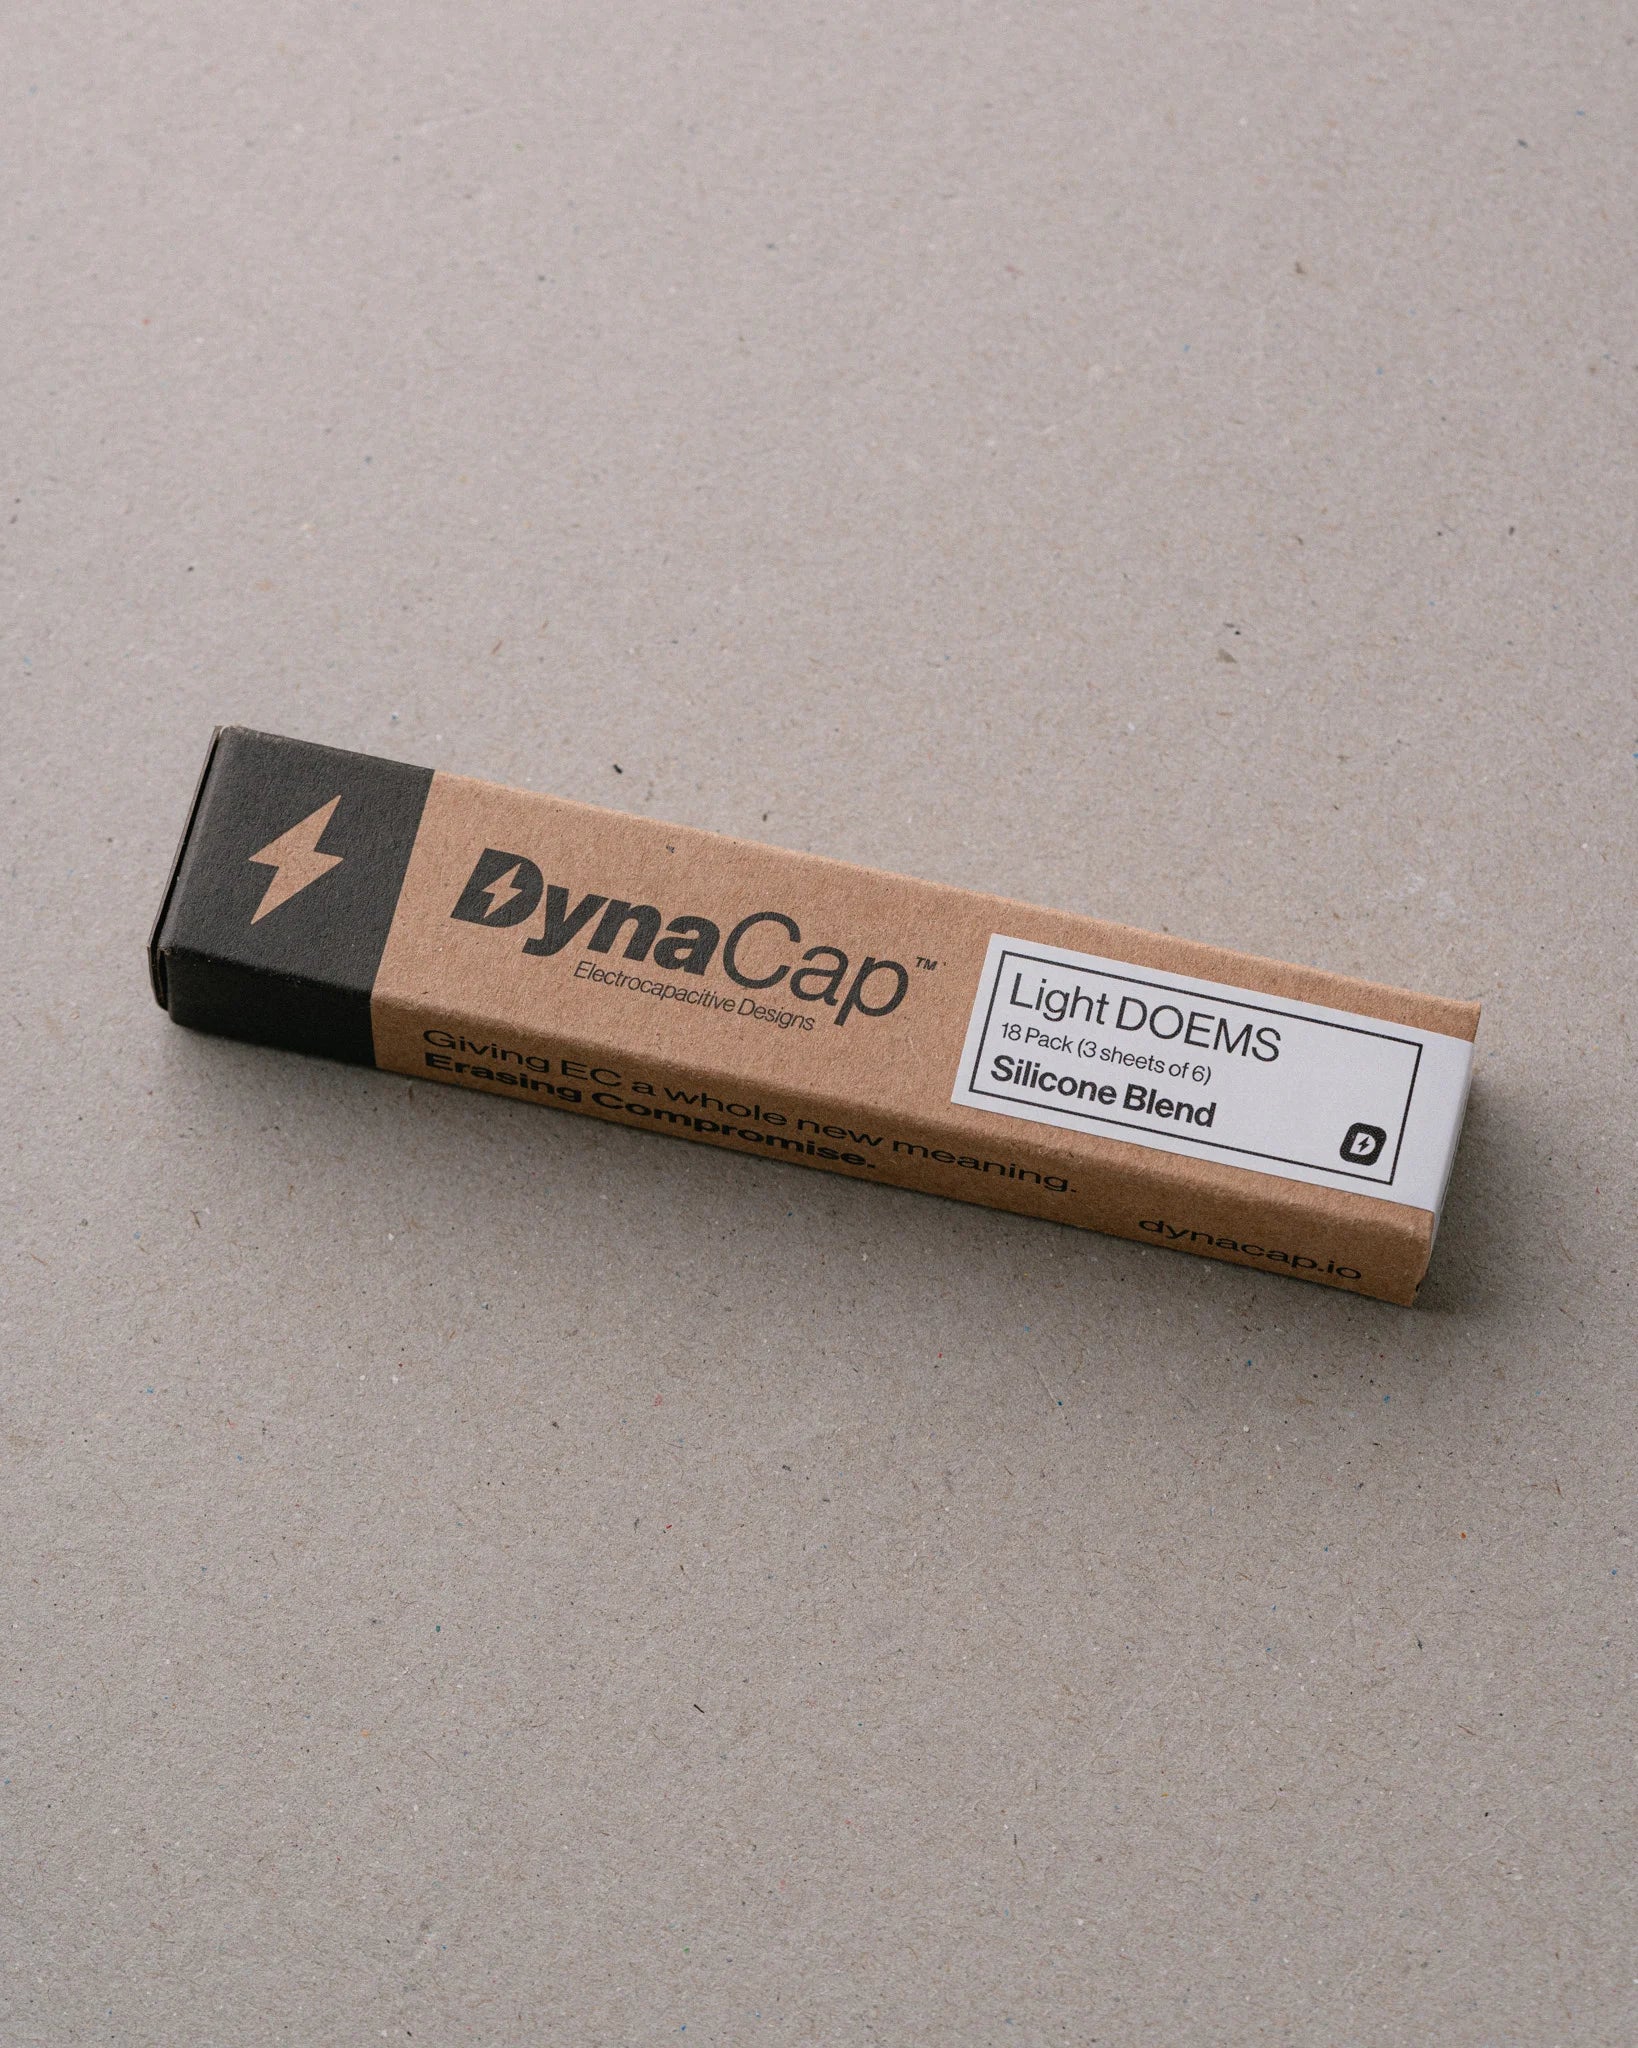 DynaCap™
Electrocapacitive Designs
Light DOEMS
18 Pack (3 sheets of 6)
Silicone Blend
Giving EC a whole new meaning.
Erasing Compromise.
dynacap.io